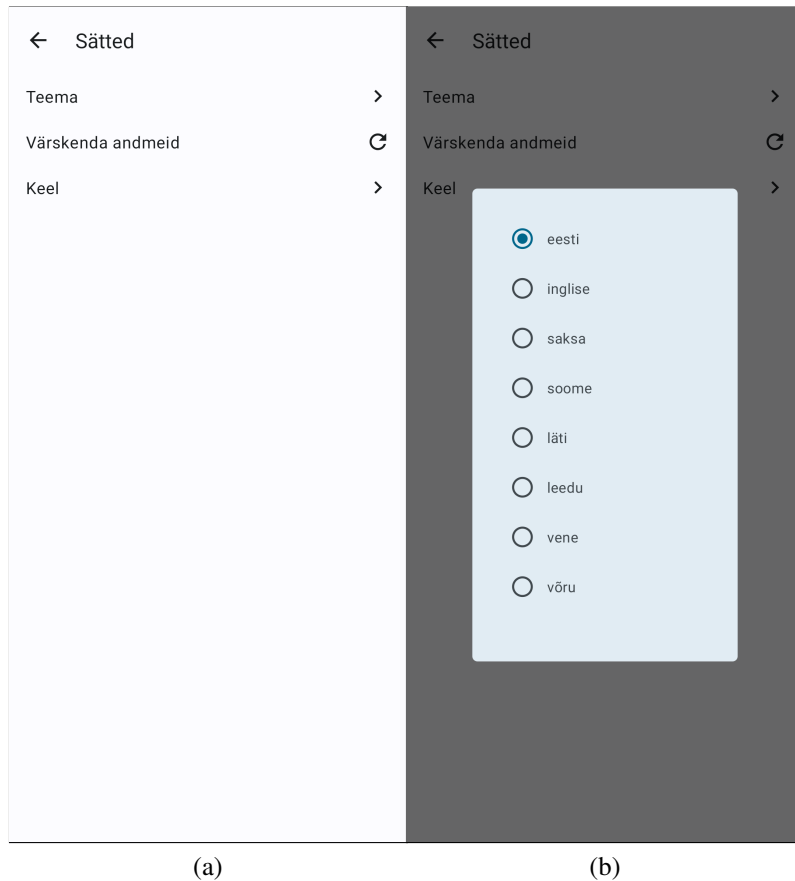 Sätted
Teema
Värskenda andmeid
Keel
(a)
Sätted
Teema
Värskenda andmeid
Keel
eesti
inglise
saksa
soome
läti
leedu
vene
võru
(b)